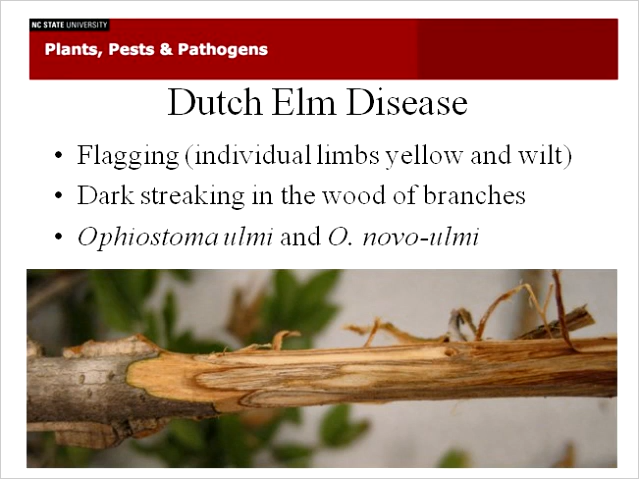 NC STATE UNIVERSITY
Plants, Pests & Pathogens
Dutch Elm Disease
• Flagging (individual limbs yellow and wilt)
• Dark streaking in the wood of branches
• Ophiostoma ulmi and O. novo-ulmi